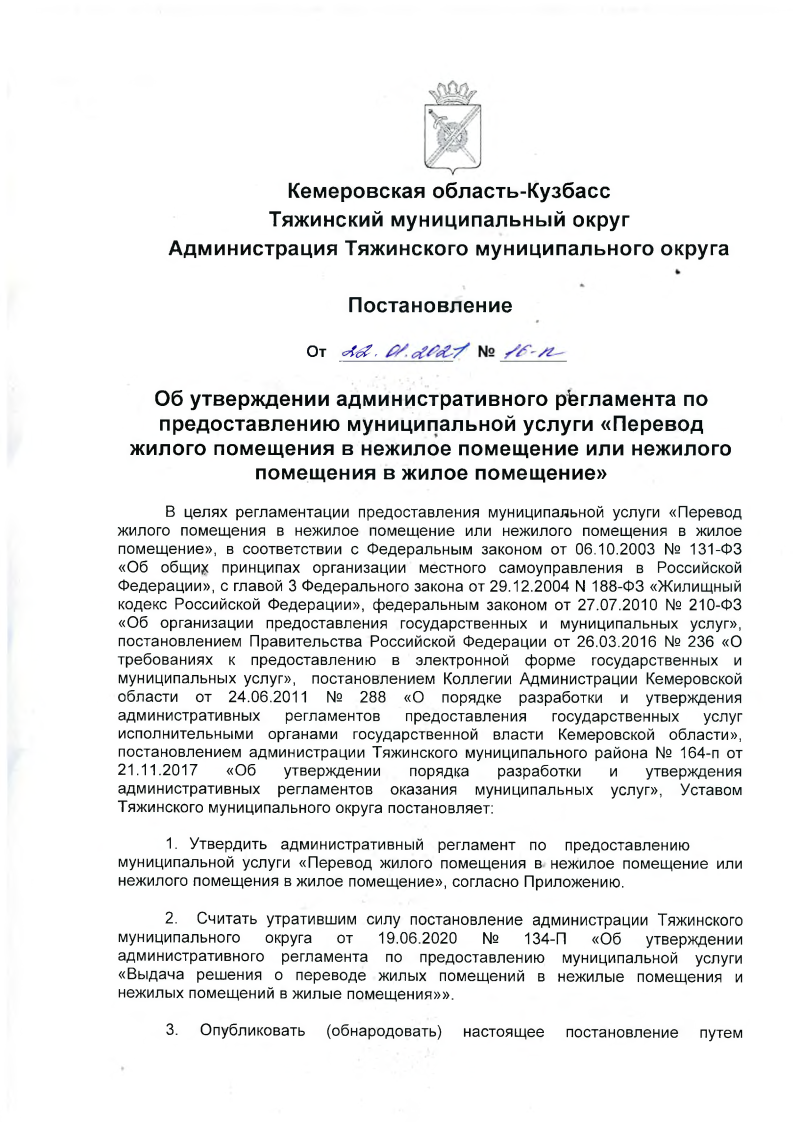 Кемеровская область-Кузбасс
Тяжинский муниципальный округ
Администрация Тяжинского муниципального округа
Постановление
От 22.01.2021 № 16-п
Об утверждении административного регламента по
предоставлению муниципальной услуги «Перевод
жилого помещения в нежилое помещение или нежилого
помещения в жилое помещение»
В целях регламентации предоставления муниципальной услуги «Перевод
жилого помещения в нежилое помещение или нежилого помещения в жилое
помещение», в соответствии с Федеральным законом от 06.10.2003 № 131-ФЗ
«Об общих принципах организации местного самоуправления в Российской
Федерации», с главой 3 Федерального закона от 29.12.2004 N 188-ФЗ «Жилищный
кодекс Российской Федерации», федеральным законом от 27.07.2010 № 210-ФЗ
«Об организации предоставления государственных и муниципальных услуг»,
постановлением Правительства Российской Федерации от 26.03.2016 № 236 «О
требованиях к предоставлению в электронной форме государственных и
муниципальных услуг», постановлением Коллегии Администрации Кемеровской
области от 24.06.2011 № 288 «О порядке разработки и утверждения
административных регламентов предоставления государственных услуг
исполнительными органами государственной власти Кемеровской области»,
постановлением администрации Тяжинского муниципального района № 164-п от
21.11.2017 «Об утверждении порядка разработки и утверждения
административных регламентов оказания муниципальных услуг», Уставом
Тяжинского муниципального округа постановляет:
1. Утвердить административный регламент по предоставлению
муниципальной услуги «Перевод жилого помещения в нежилое помещение или
нежилого помещения в жилое помещение», согласно Приложению.
2. Считать утратившим силу постановление администрации Тяжинского
муниципального округа от 19.06.2020 № 134-П «Об утверждении
административного регламента по предоставлению муниципальной услуги
«Выдача решения о переводе жилых помещений в нежилые помещения и
нежилых помещений в жилые помещения»».
3. Опубликовать (обнародовать) настоящее постановление путем